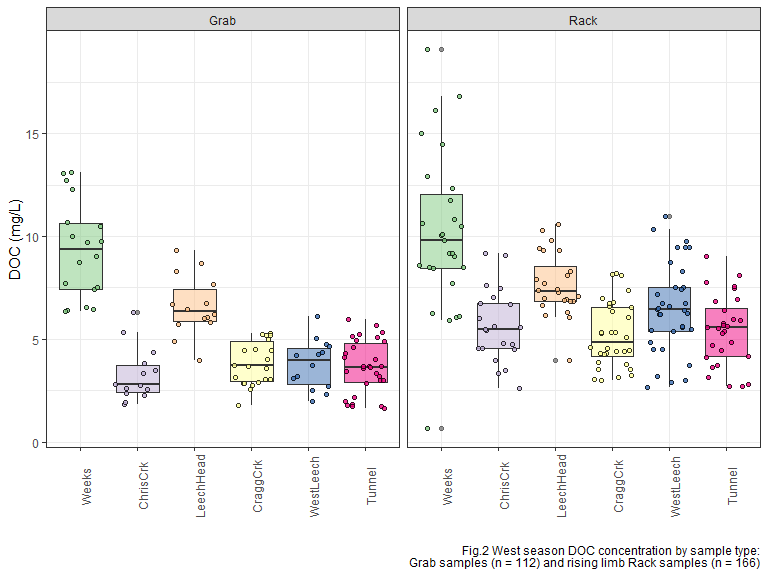 Grab
Rack
DOC (mg/L)
15
10
5
0
Weeks
ChrisCrk
LeechHead
CraggCrk
WestLeech
Tunnel
Weeks
ChrisCrk
LeechHead
CraggCrk
WestLeech
Tunnel
Fig.2 West season DOC concentration by sample type:
Grab samples (n = 112) and rising limb Rack samples (n = 166)